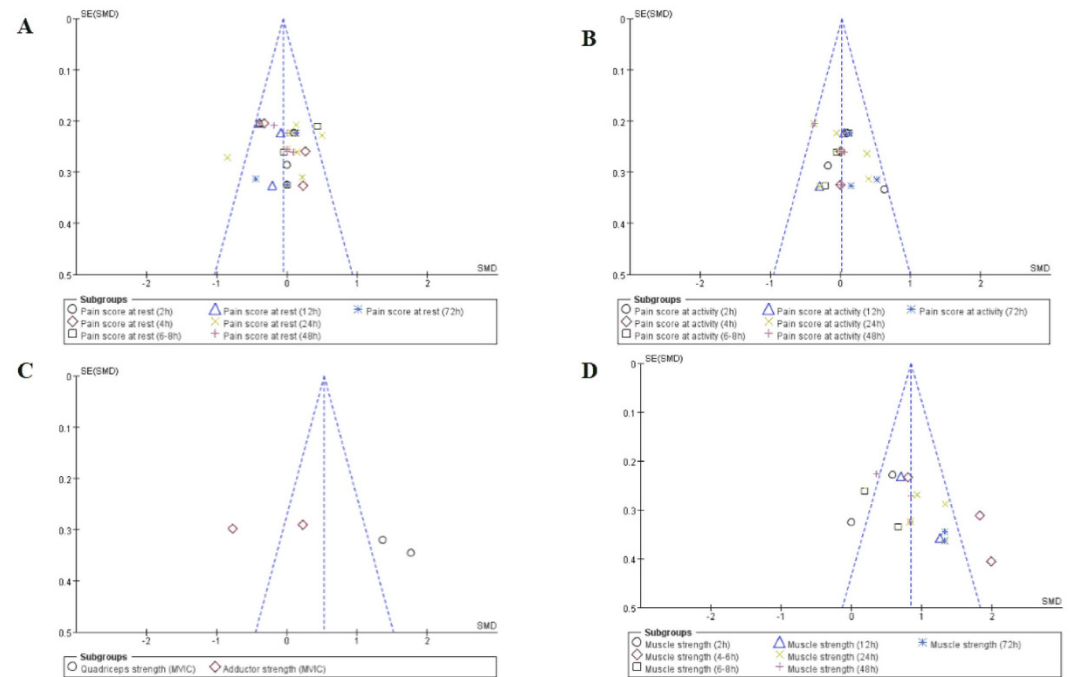 A
SE(SMD)
0
0.1
0.2
0.3
0.4
0.5
-2
-1
0
1
2
SMD
Subgroups
Pain score at rest (2h)
Pain score at rest (12h)
Pain score at rest (72h)
Pain score at rest (4h)
Pain score at rest (24h)
Pain score at rest (6-8h)
Pain score at rest (48h)
B
SE(SMD)
0
0.1
0.2
0.3
0.4
0.5
-2
-1
0
1
2
SMD
Subgroups
Pain score at activity (2h)
Pain score at activity (12h)
Pain score at activity (72h)
Pain score at activity (4h)
Pain score at activity (24h)
Pain score at activity (6-8h)
Pain score at activity (48h)
C
SE(SMD)
0
0.1
0.2
0.3
0.4
0.5
-2
-1
0
1
2
SMD
Subgroups
Quadriceps strength (MVIC)
Adductor strength (MVIC)
D
SE(SMD)
0
0.1
0.2
0.3
0.4
0.5
-2
-1
0
1
2
SMD
Subgroups
Muscle strength (2h)
Muscle strength (12h)
Muscle strength (72h)
Muscle strength (4-6h)
Muscle strength (24h)
Muscle strength (6-8h)
Muscle strength (48h)